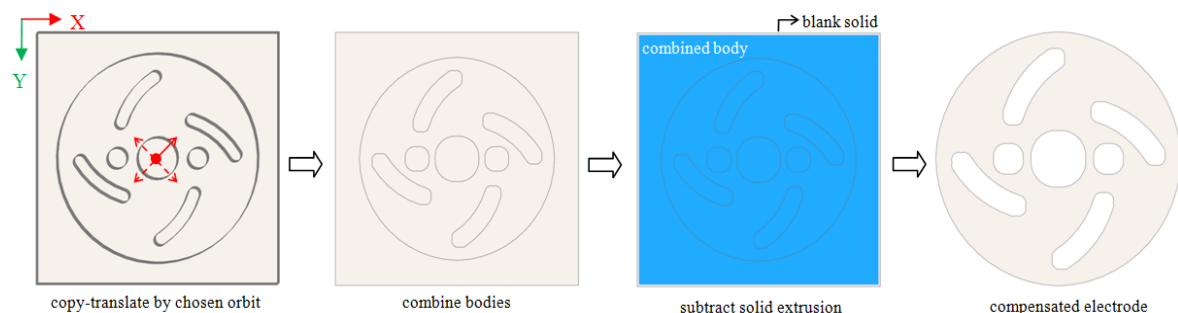 X
Y
blank solid
combined body
copy-translate by chosen orbit
combine bodies
subtract solid extrusion
compensated electrode